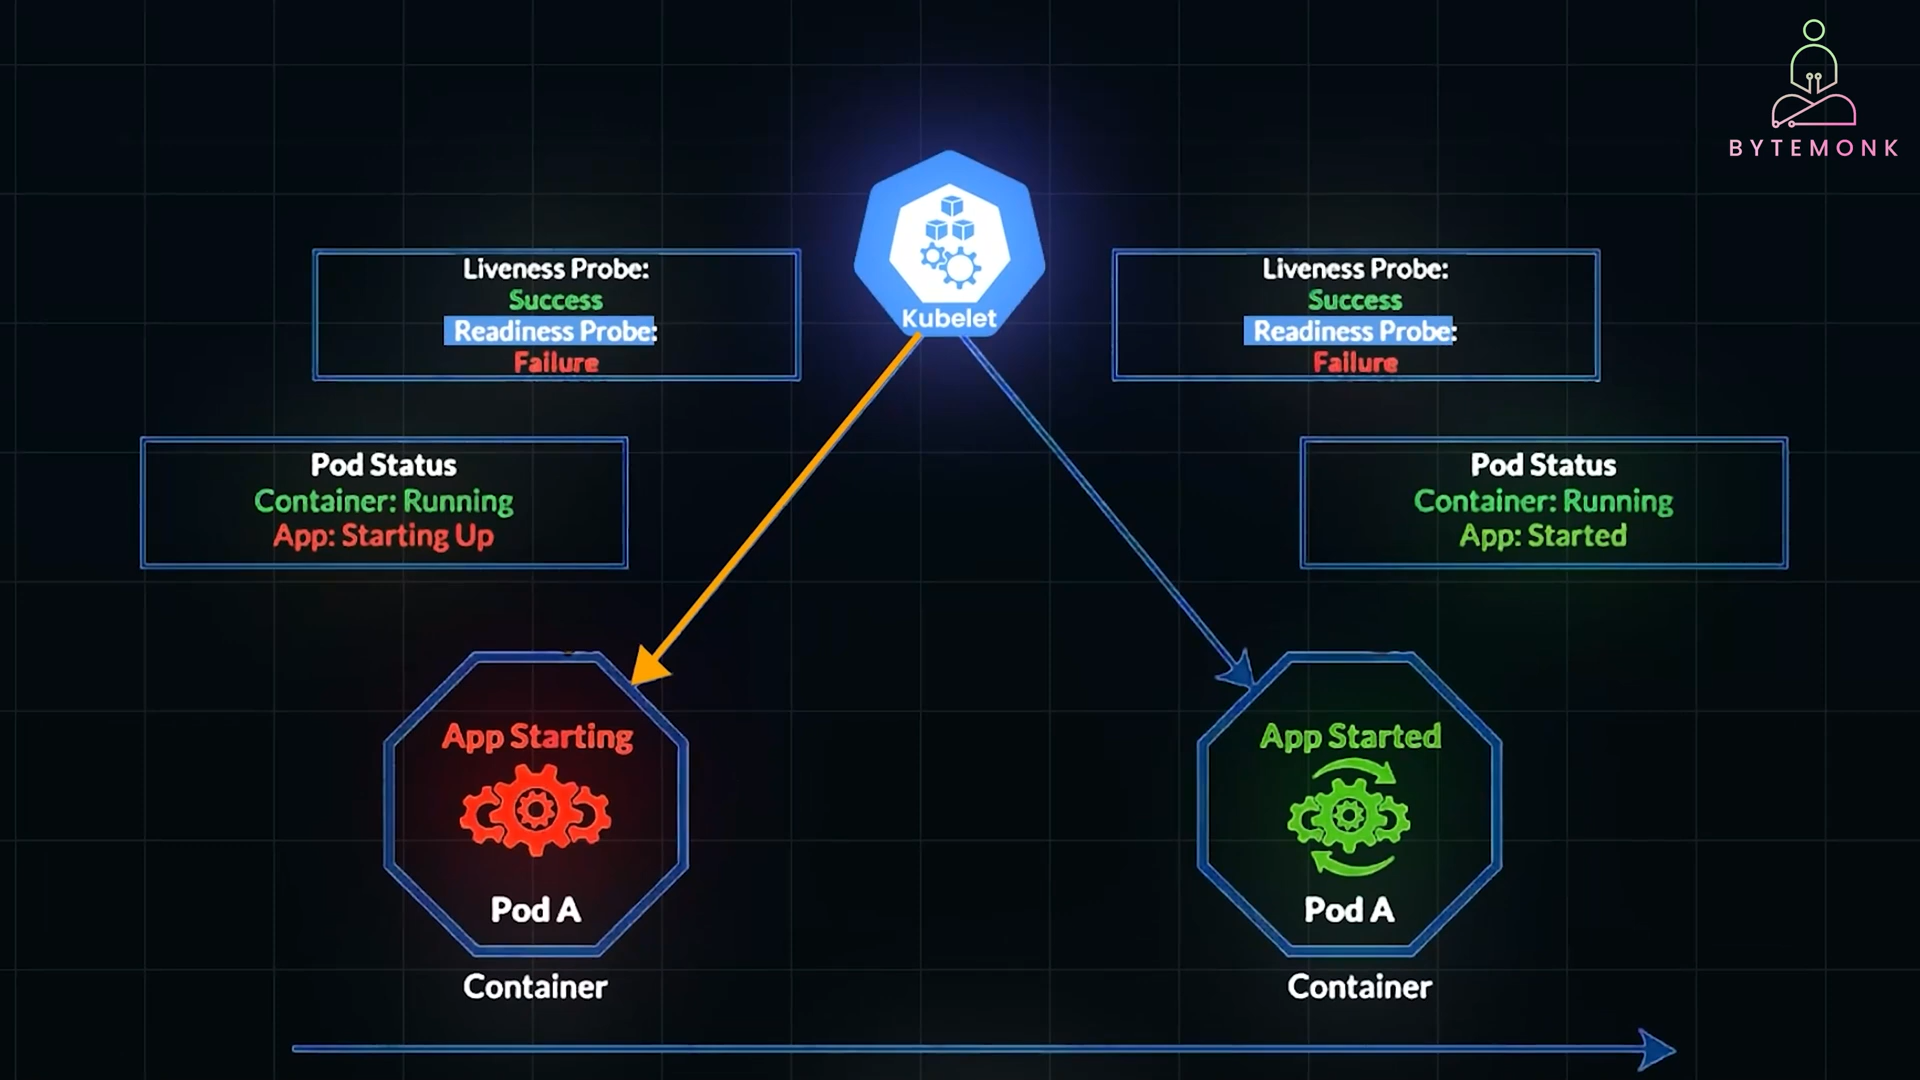 BYTEMONK
Kubelet
Liveness Probe:
Success
Readiness Probe:
Failure
Liveness Probe:
Success
Readiness Probe:
Failure
Pod Status
Container: Running
App: Starting Up
Pod Status
Container: Running
App: Started
App Starting
Pod A
Container
App Started
Pod A
Container